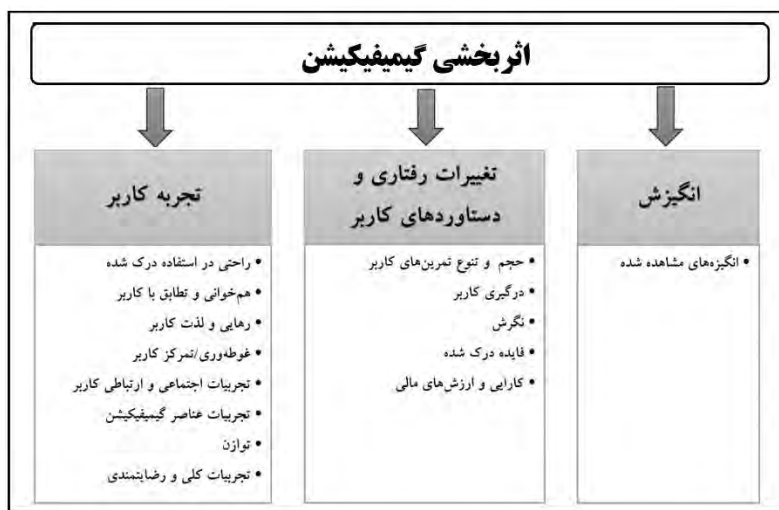 اثربخشی گیمیفیکیشن
انگیزش
• انگیزه‌های مشاهده شده
تغییرات رفتاری و
دستاوردهای کاربر
• حجم و تنوع تمرین‌های کاربر
• درگیری کاربر
• نگرش
• فایده درک شده
• کارایی و ارزش‌های مالی
تجربه کاربر
• راحتی در استفاده درک شده
• هم‌خوانی و تطابق با کاربر
• رهایی و لذت کاربر
• غوطه‌وری/تمرکز کاربر
• تجربیات اجتماعی و ارتباطی کاربر
• تجربیات عناصر گیمیفیکیشن
• توازن
• تجربیات کلی و رضایتمندی